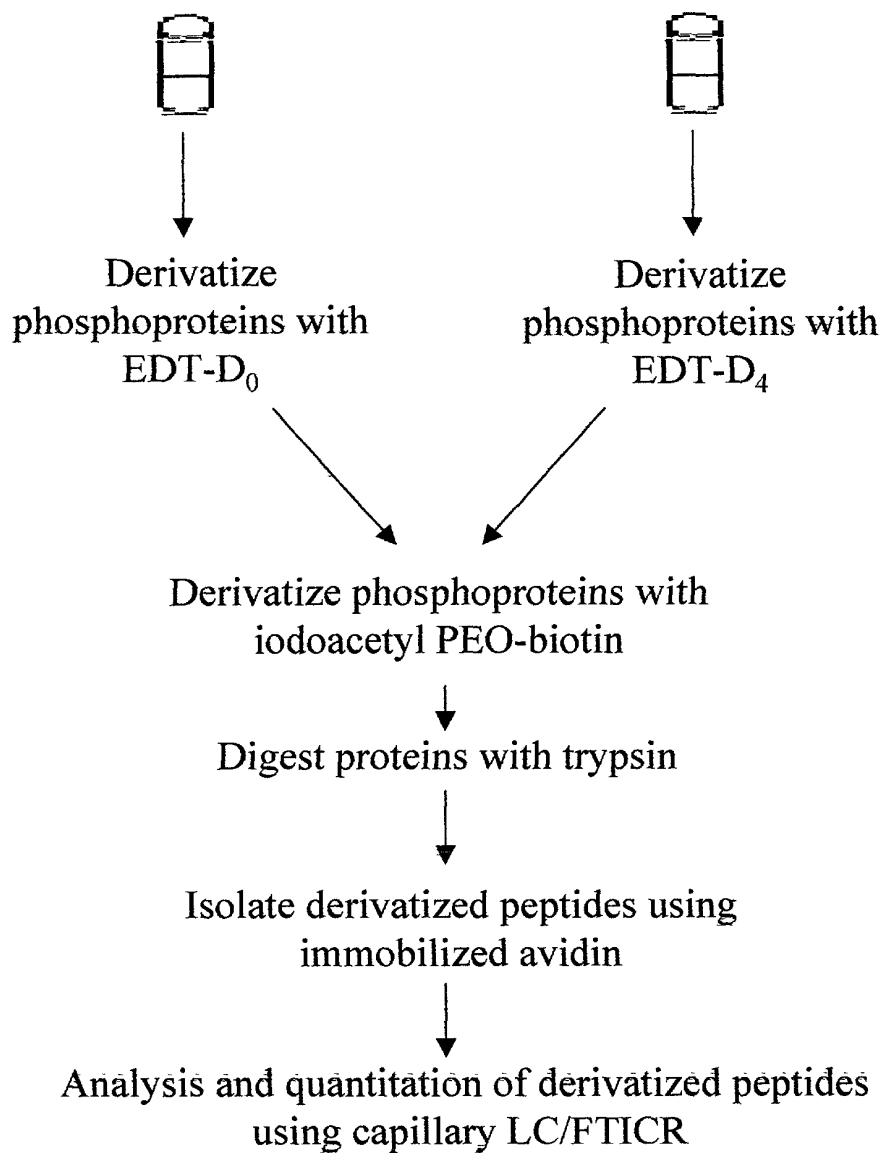 Derivatize
phosphoproteins with
EDT-D₀
Derivatize
phosphoproteins with
EDT-D₄
Derivatize phosphoproteins with
iodoacetyl PEO-biotin
Digest proteins with trypsin
Isolate derivatized peptides using
immobilized avidin
Analysis and quantitation of derivatized peptides
using capillary LC/FTICR